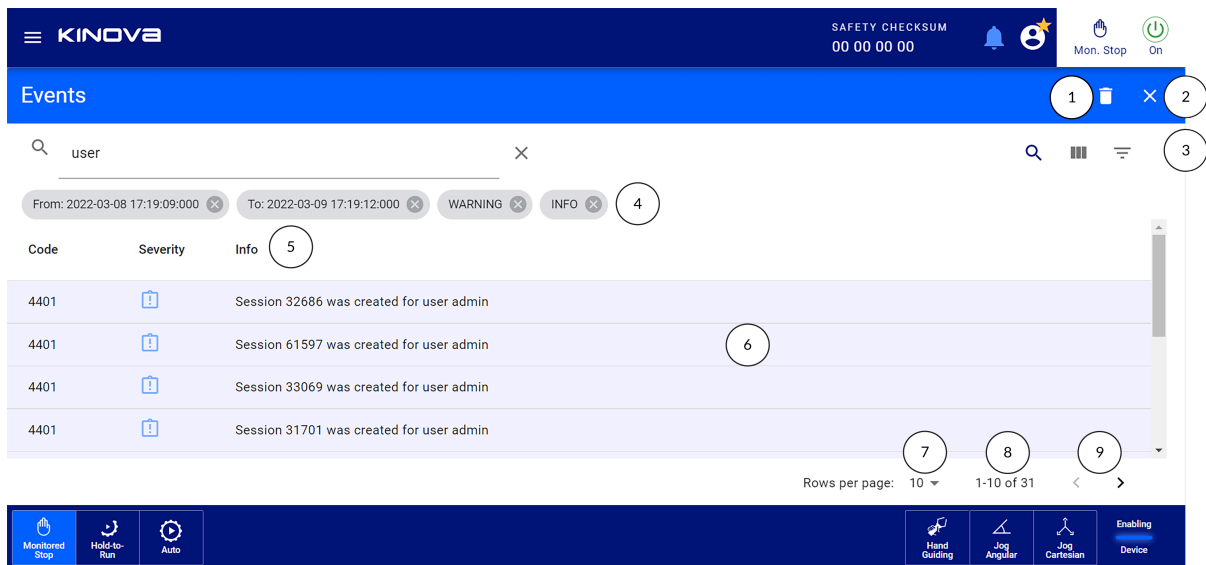 KINOVA
SAFETY CHECKSUM
00 00 00 00
Mon. Stop
On
Events
1
2
user
3
From: 2022-03-08 17:19:09:000
To: 2022-03-09 17:19:12:000
WARNING
INFO
4
Code Severity Info
5
4401 Session 32686 was created for user admin
4401 Session 61597 was created for user admin
6
4401 Session 33069 was created for user admin
4401 Session 31701 was created for user admin
7
8
9
Rows per page: 10 1-10 of 31
Monitored
Stop
Hold-to-
Run
Auto
Hand
Guiding
Jog
Angular
Jog
Cartesian
Enabling
Device